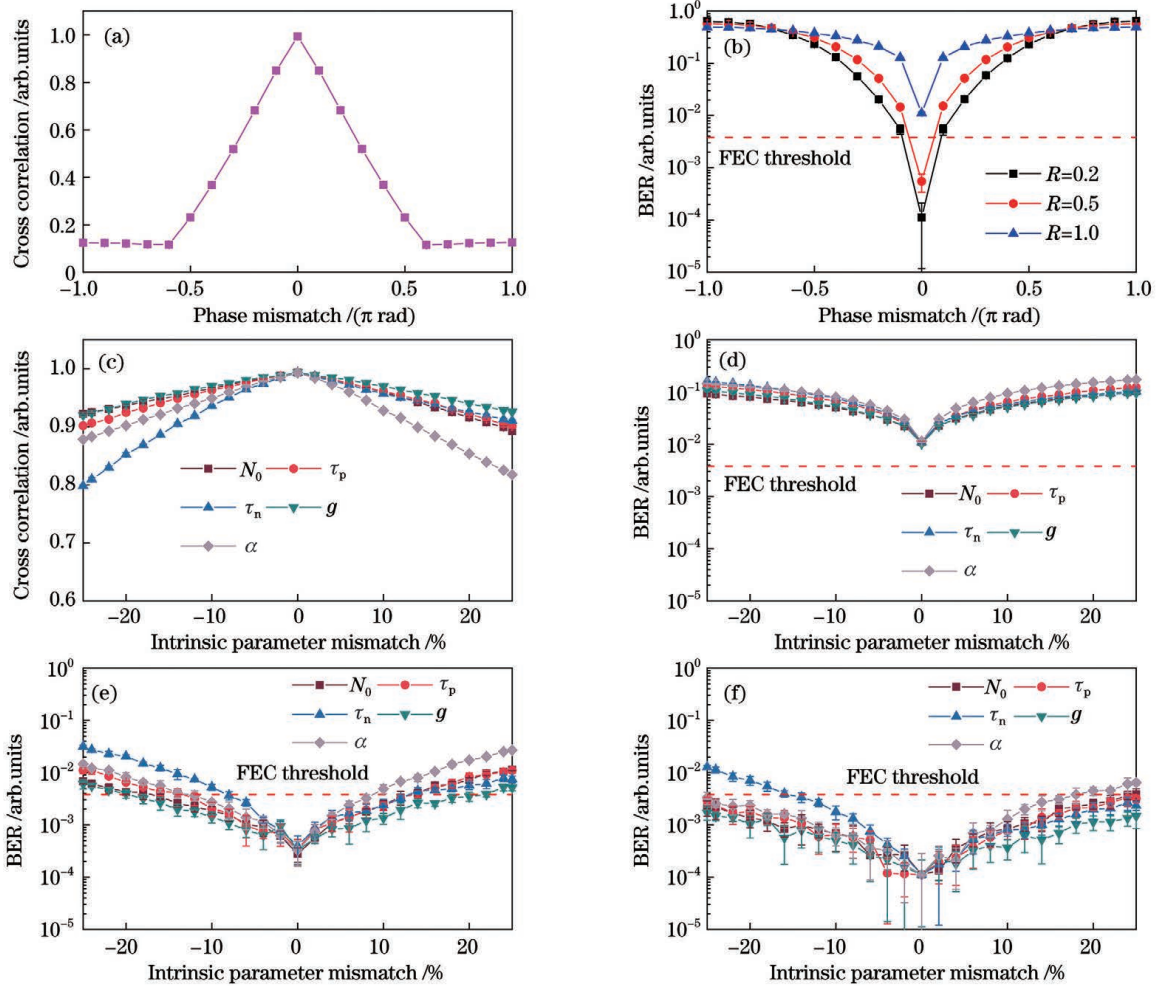 (a)
Cross correlation /arb.units
1.0
0.8
0.6
0.4
0.2
0
−1.0 −0.5 0 0.5 1.0
Phase mismatch /(π rad)
(b)
BER /arb.units
10⁰
10⁻¹
10⁻²
10⁻³
10⁻⁴
10⁻⁵
FEC threshold
R=0.2
R=0.5
R=1.0
−1.0 −0.5 0 0.5 1.0
Phase mismatch /(π rad)
(c)
Cross correlation /arb.units
1.0
0.9
0.8
0.7
0.6
N₀ τₚ
τₙ g
α
−20 −10 0 10 20
Intrinsic parameter mismatch /%
(d)
BER /arb.units
10⁰
10⁻¹
10⁻²
10⁻³
10⁻⁴
10⁻⁵
FEC threshold
N₀ τₚ
τₙ g
α
−20 −10 0 10 20
Intrinsic parameter mismatch /%
(e)
BER /arb.units
10⁰
10⁻¹
10⁻²
10⁻³
10⁻⁴
10⁻⁵
N₀ τₚ
τₙ g
α
FEC threshold
−20 −10 0 10 20
Intrinsic parameter mismatch /%
(f)
BER /arb.units
10⁰
10⁻¹
10⁻²
10⁻³
10⁻⁴
10⁻⁵
N₀ τₚ
τₙ g
α
FEC threshold
−20 −10 0 10 20
Intrinsic parameter mismatch /%